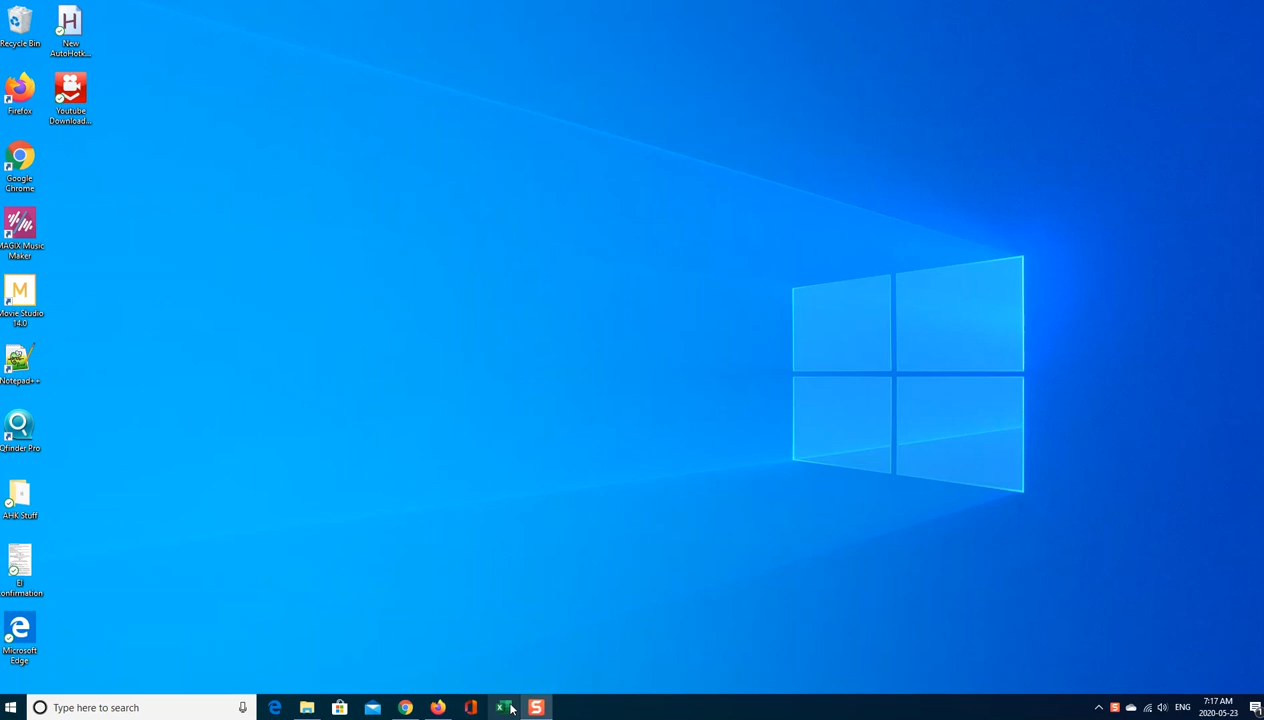 Recycle Bin
New
AutoHotk...
Firefox
Youtube
Download...
Google
Chrome
MAGIX Music
Maker
M
Movie Studio
14.0
Notepad++
Qfinder Pro
AHK Stuff
EI
onfirmation
Microsoft
Edge
Type here to search
ENG
7:17 AM
2020-05-23